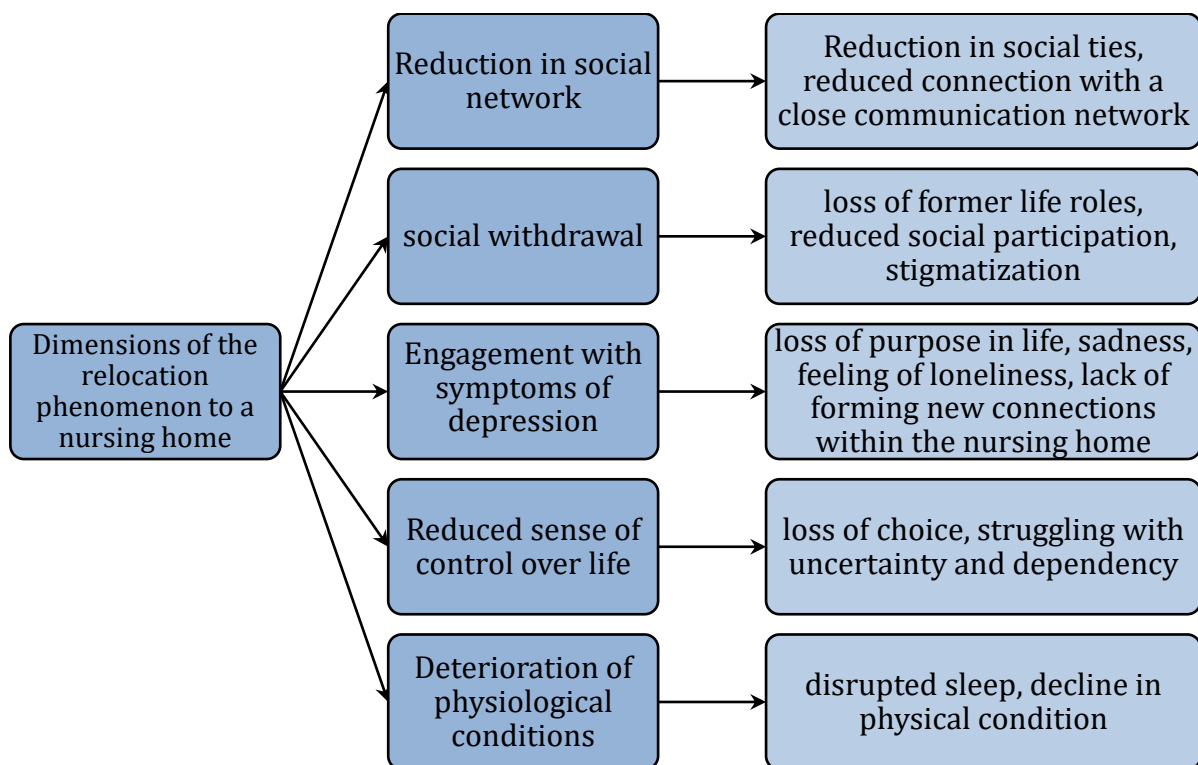 Reduction in social
network
Reduction in social ties,
reduced connection with a
close communication network
social withdrawal
loss of former life roles,
reduced social participation,
stigmatization
Dimensions of the
relocation
phenomenon to a
nursing home
Engagement with
symptoms of
depression
loss of purpose in life, sadness,
feeling of loneliness, lack of
forming new connections
within the nursing home
Reduced sense of
control over life
loss of choice, struggling with
uncertainty and dependency
Deterioration of
physiological
conditions
disrupted sleep, decline in
physical condition